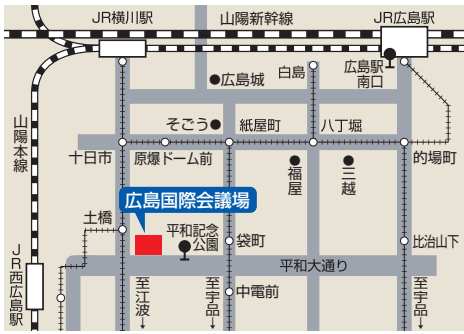 JR横川駅
山陽新幹線
JR広島駅
広島城
白島
広島駅
南口
そごう
紙屋町
八丁堀
山陽本線
十日市
原爆ドーム前
福屋
三越
的場町
広島国際会議場
土橋
平和記念
公園
袋町
比治山下
JR西広島駅
平和大通り
至江波
↓
至宇品
↓
中電前
至宇品
↓